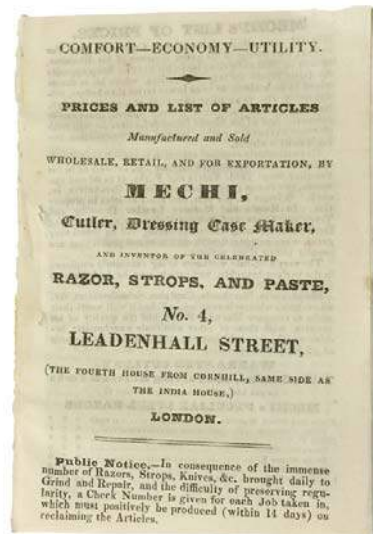 COMFORT—ECONOMY—UTILITY.
PRICES AND LIST OF ARTICLES
Manufactured and Sold
WHOLESALE, RETAIL, AND FOR EXPORTATION, BY
MECHI,
Cutler, Dressing Case Maker,
AND INVENTOR OF THE CELEBRATED
RAZOR, STROPS, AND PASTE,
No. 4,
LEADENHALL STREET,
(THE FOURTH HOUSE FROM CORNHILL, SAME SIDE AS
THE INDIA HOUSE,)
LONDON.
Public Notice.—In consequence of the immense
number of Razors, Strops, Knives, &c. brought daily to
Grind and Repair, and the difficulty of preserving regu-
larity, a Check Number is given for each Job taken in,
which must positively be produced (within 14 days) on
reclaiming the Articles.